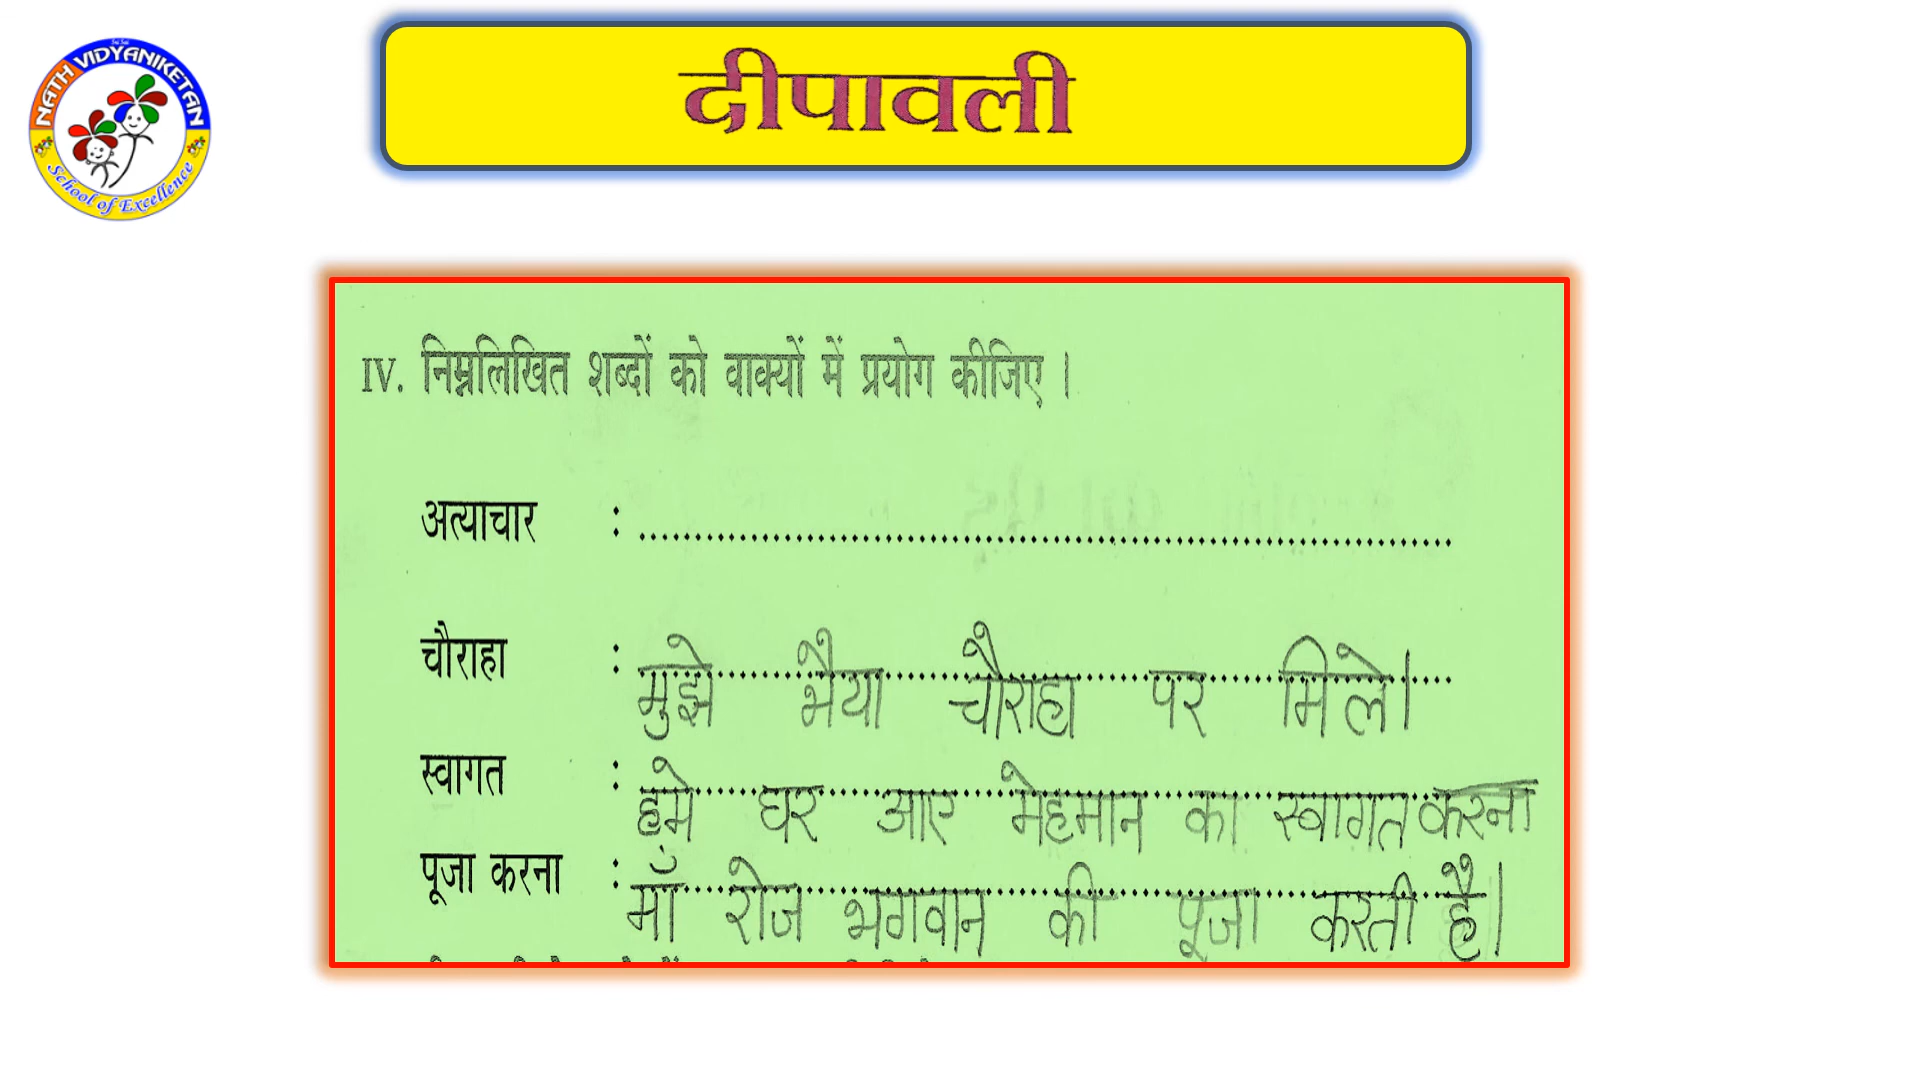 NATH VIDYANIKETAN
School of Excellence
दीपावली
IV. निम्नलिखित शब्दों को वाक्यों में प्रयोग कीजिए ।
अत्याचार : ........................................................................
चौराहा : मुझे भैया चौराहा पर मिले।
स्वागत : हमे घर आए मेहमान का स्वागत करना
पूजा करना : माँ रोज भगवान की पूजा करती है।